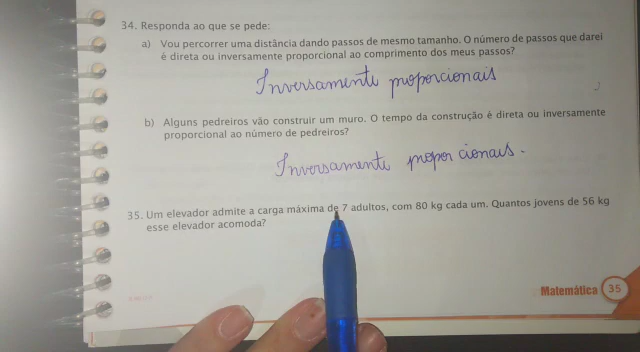 34. Responda ao que se pede:
a) Vou percorrer uma distância dando passos de mesmo tamanho. O número de passos que darei
é direta ou inversamente proporcional ao comprimento dos meus passos?
Inversamente proporcionais
b) Alguns pedreiros vão construir um muro. O tempo da construção é direta ou inversamente
proporcional ao número de pedreiros?
Inversamente proporcionais.
35. Um elevador admite a carga máxima de 7 adultos, com 80 kg cada um. Quantos jovens de 56 kg
esse elevador acomoda?
Matemática 35